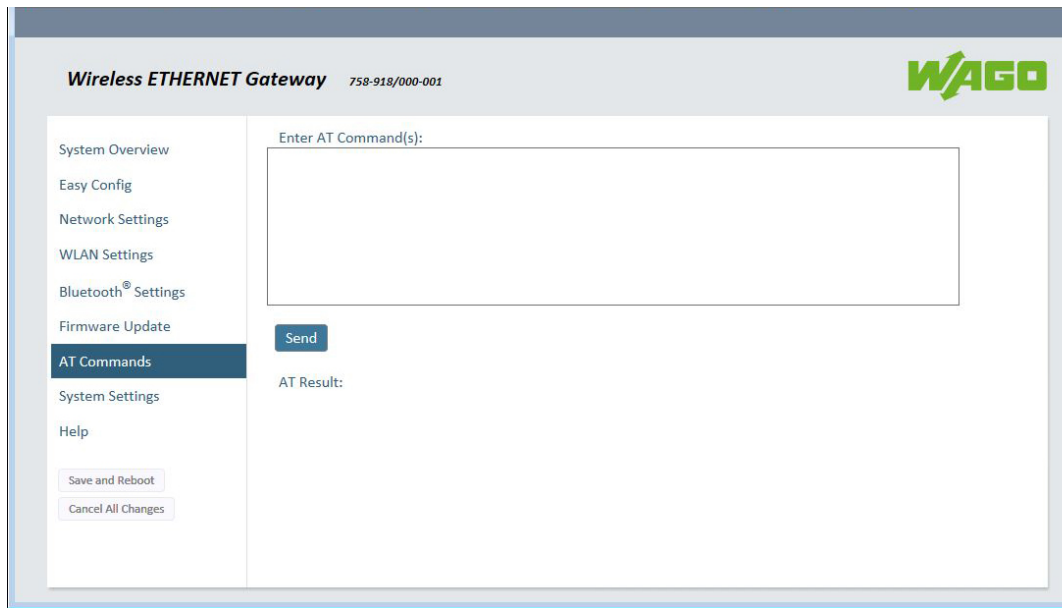 Wireless ETHERNET Gateway 758-918/000-001
WAGO
System Overview
Easy Config
Network Settings
WLAN Settings
Bluetooth® Settings
Firmware Update
AT Commands
System Settings
Help
Save and Reboot
Cancel All Changes
Enter AT Command(s):
Send
AT Result: